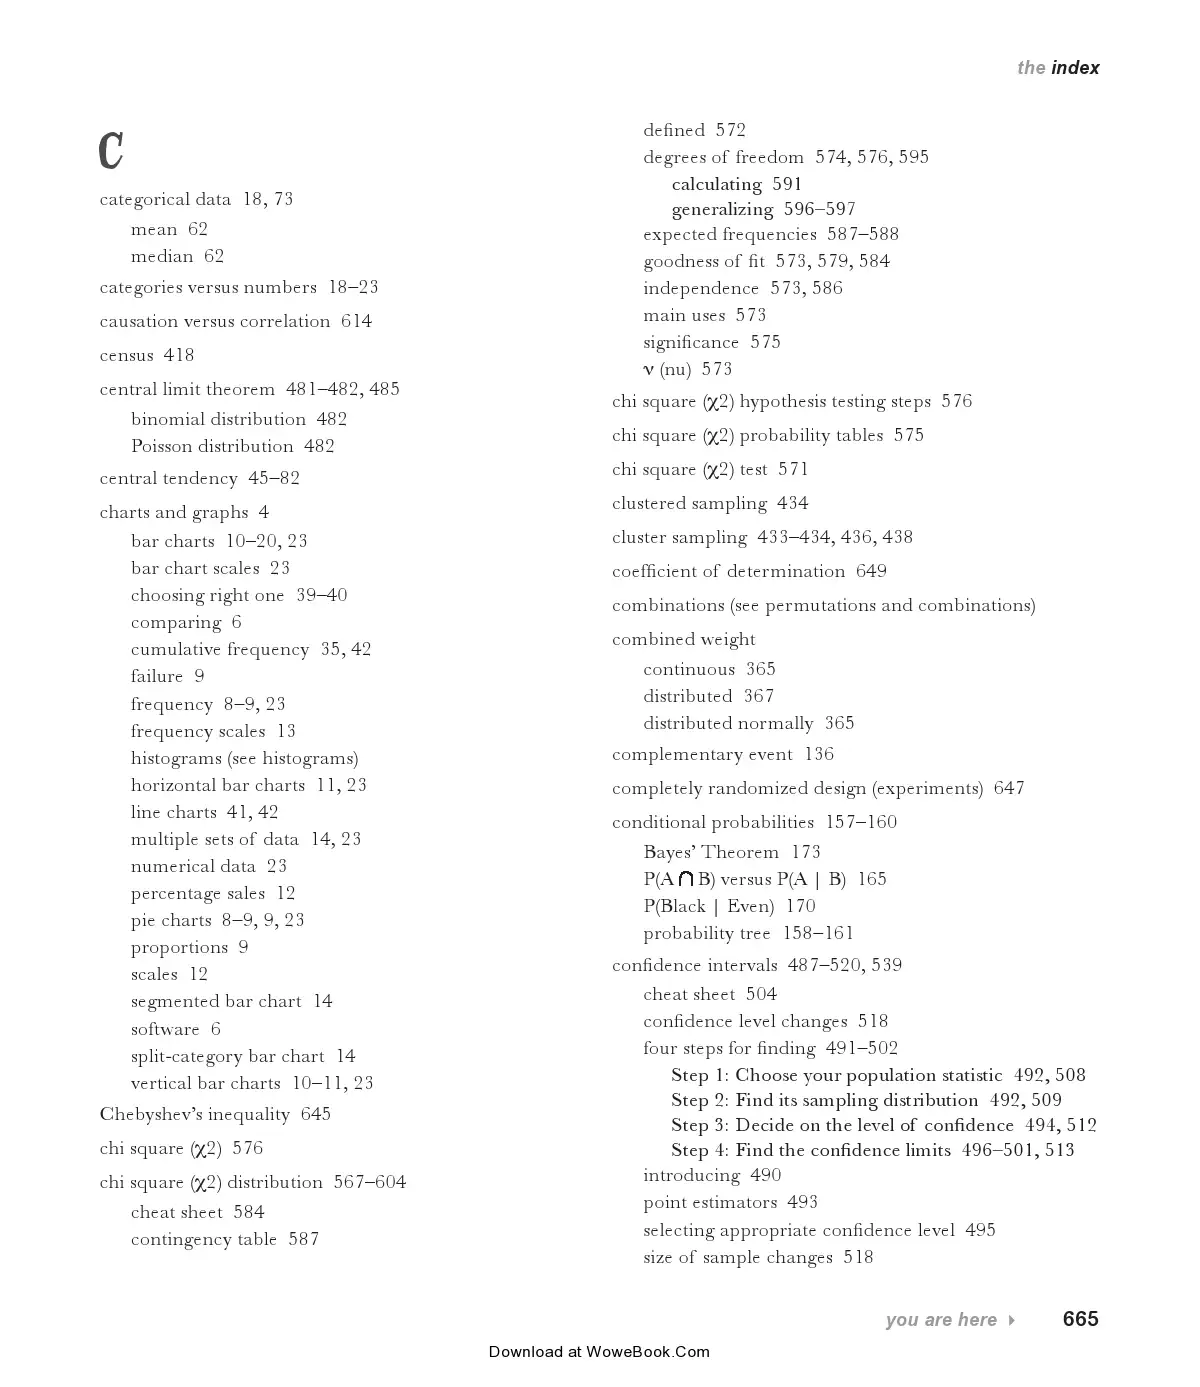 the index
C
categorical data 18, 73
mean 62
median 62
categories versus numbers 18–23
causation versus correlation 614
census 418
central limit theorem 481–482, 485
binomial distribution 482
Poisson distribution 482
central tendency 45–82
charts and graphs 4
bar charts 10–20, 23
bar chart scales 23
choosing right one 39–40
comparing 6
cumulative frequency 35, 42
failure 9
frequency 8–9, 23
frequency scales 13
histograms (see histograms)
horizontal bar charts 11, 23
line charts 41, 42
multiple sets of data 14, 23
numerical data 23
percentage sales 12
pie charts 8–9, 9, 23
proportions 9
scales 12
segmented bar chart 14
software 6
split-category bar chart 14
vertical bar charts 10–11, 23
Chebyshev’s inequality 645
chi square (χ2) 576
chi square (χ2) distribution 567–604
cheat sheet 584
contingency table 587
defined 572
degrees of freedom 574, 576, 595
calculating 591
generalizing 596–597
expected frequencies 587–588
goodness of fit 573, 579, 584
independence 573, 586
main uses 573
significance 575
ν (nu) 573
chi square (χ2) hypothesis testing steps 576
chi square (χ2) probability tables 575
chi square (χ2) test 571
clustered sampling 434
cluster sampling 433–434, 436, 438
coefficient of determination 649
combinations (see permutations and combinations)
combined weight
continuous 365
distributed 367
distributed normally 365
complementary event 136
completely randomized design (experiments) 647
conditional probabilities 157–160
Bayes’ Theorem 173
P(A ∩ B) versus P(A | B) 165
P(Black | Even) 170
probability tree 158–161
confidence intervals 487–520, 539
cheat sheet 504
confidence level changes 518
four steps for finding 491–502
Step 1: Choose your population statistic 492, 508
Step 2: Find its sampling distribution 492, 509
Step 3: Decide on the level of confidence 494, 512
Step 4: Find the confidence limits 496–501, 513
introducing 490
point estimators 493
selecting appropriate confidence level 495
size of sample changes 518
you are here ▸ 665
Download at WoweBook.Com